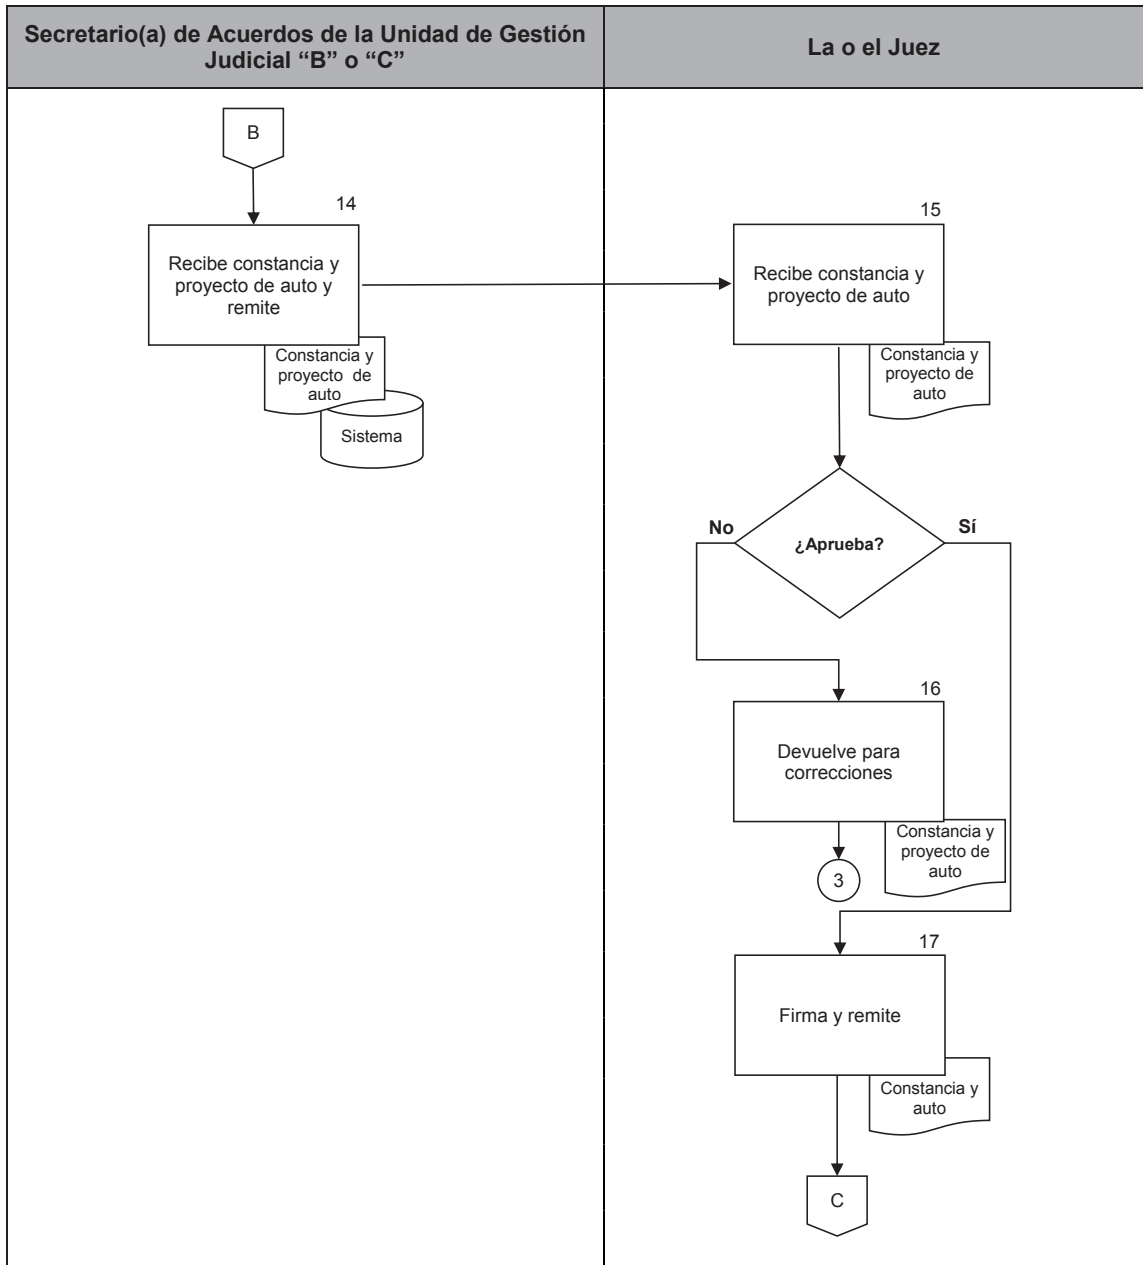 Secretario(a) de Acuerdos de la Unidad de Gestión
Judicial “B” o “C”
La o el Juez
B
14
Recibe constancia y
proyecto de auto y
remite
Constancia y
proyecto de
auto
Sistema
15
Recibe constancia y
proyecto de auto
Constancia y
proyecto de
auto
No
¿Aprueba?
Sí
16
Devuelve para
correcciones
Constancia y
proyecto de
auto
3
17
Firma y remite
Constancia y
auto
C